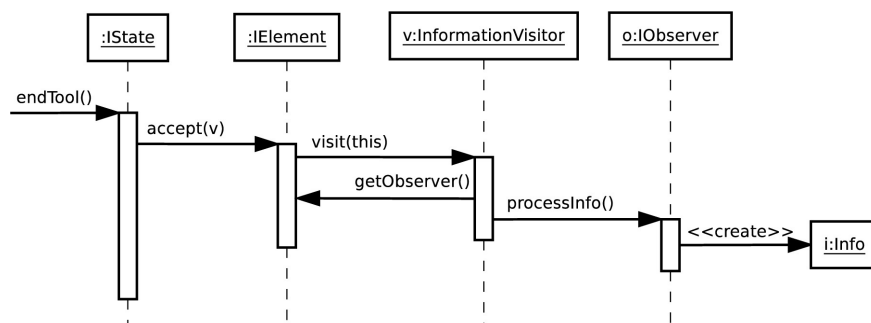 :IState
:IElement
v:InformationVisitor
o:IObserver
endTool()
accept(v)
visit(this)
getObserver()
processInfo()
<<create>>
i:Info